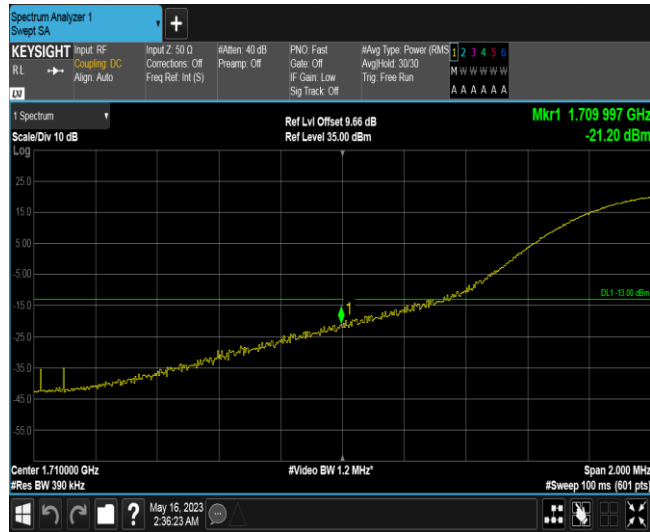 Spectrum Analyzer 1
Swept SA
+
KEYSIGHT
RL
LXI
Input: RF
Coupling: DC
Align: Auto
Input Z: 50 Ω
Corrections: Off
Freq Ref: Int (S)
#Atten: 40 dB
Preamp: Off
PNO: Fast
Gate: Off
IF Gain: Low
Sig Track: Off
#Avg Type: Power (RMS
Avg|Hold: 30/30
Trig: Free Run
1 2 3 4 5 6
M W W W W W
A A A A A A
1 Spectrum
Scale/Div 10 dB
Log
Ref Lvl Offset 9.66 dB
Ref Level 35.00 dBm
Mkr1 1.709 997 GHz
-21.20 dBm
25.0
15.0
5.00
-5.00
DL1 -13.00 dBm
-15.0
1
-25.0
-35.0
-45.0
-55.0
Center 1.710000 GHz
#Video BW 1.2 MHz*
Span 2.000 MHz
#Res BW 390 kHz
#Sweep 100 ms (601 pts)
?
May 16, 2023
2:36:23 AM